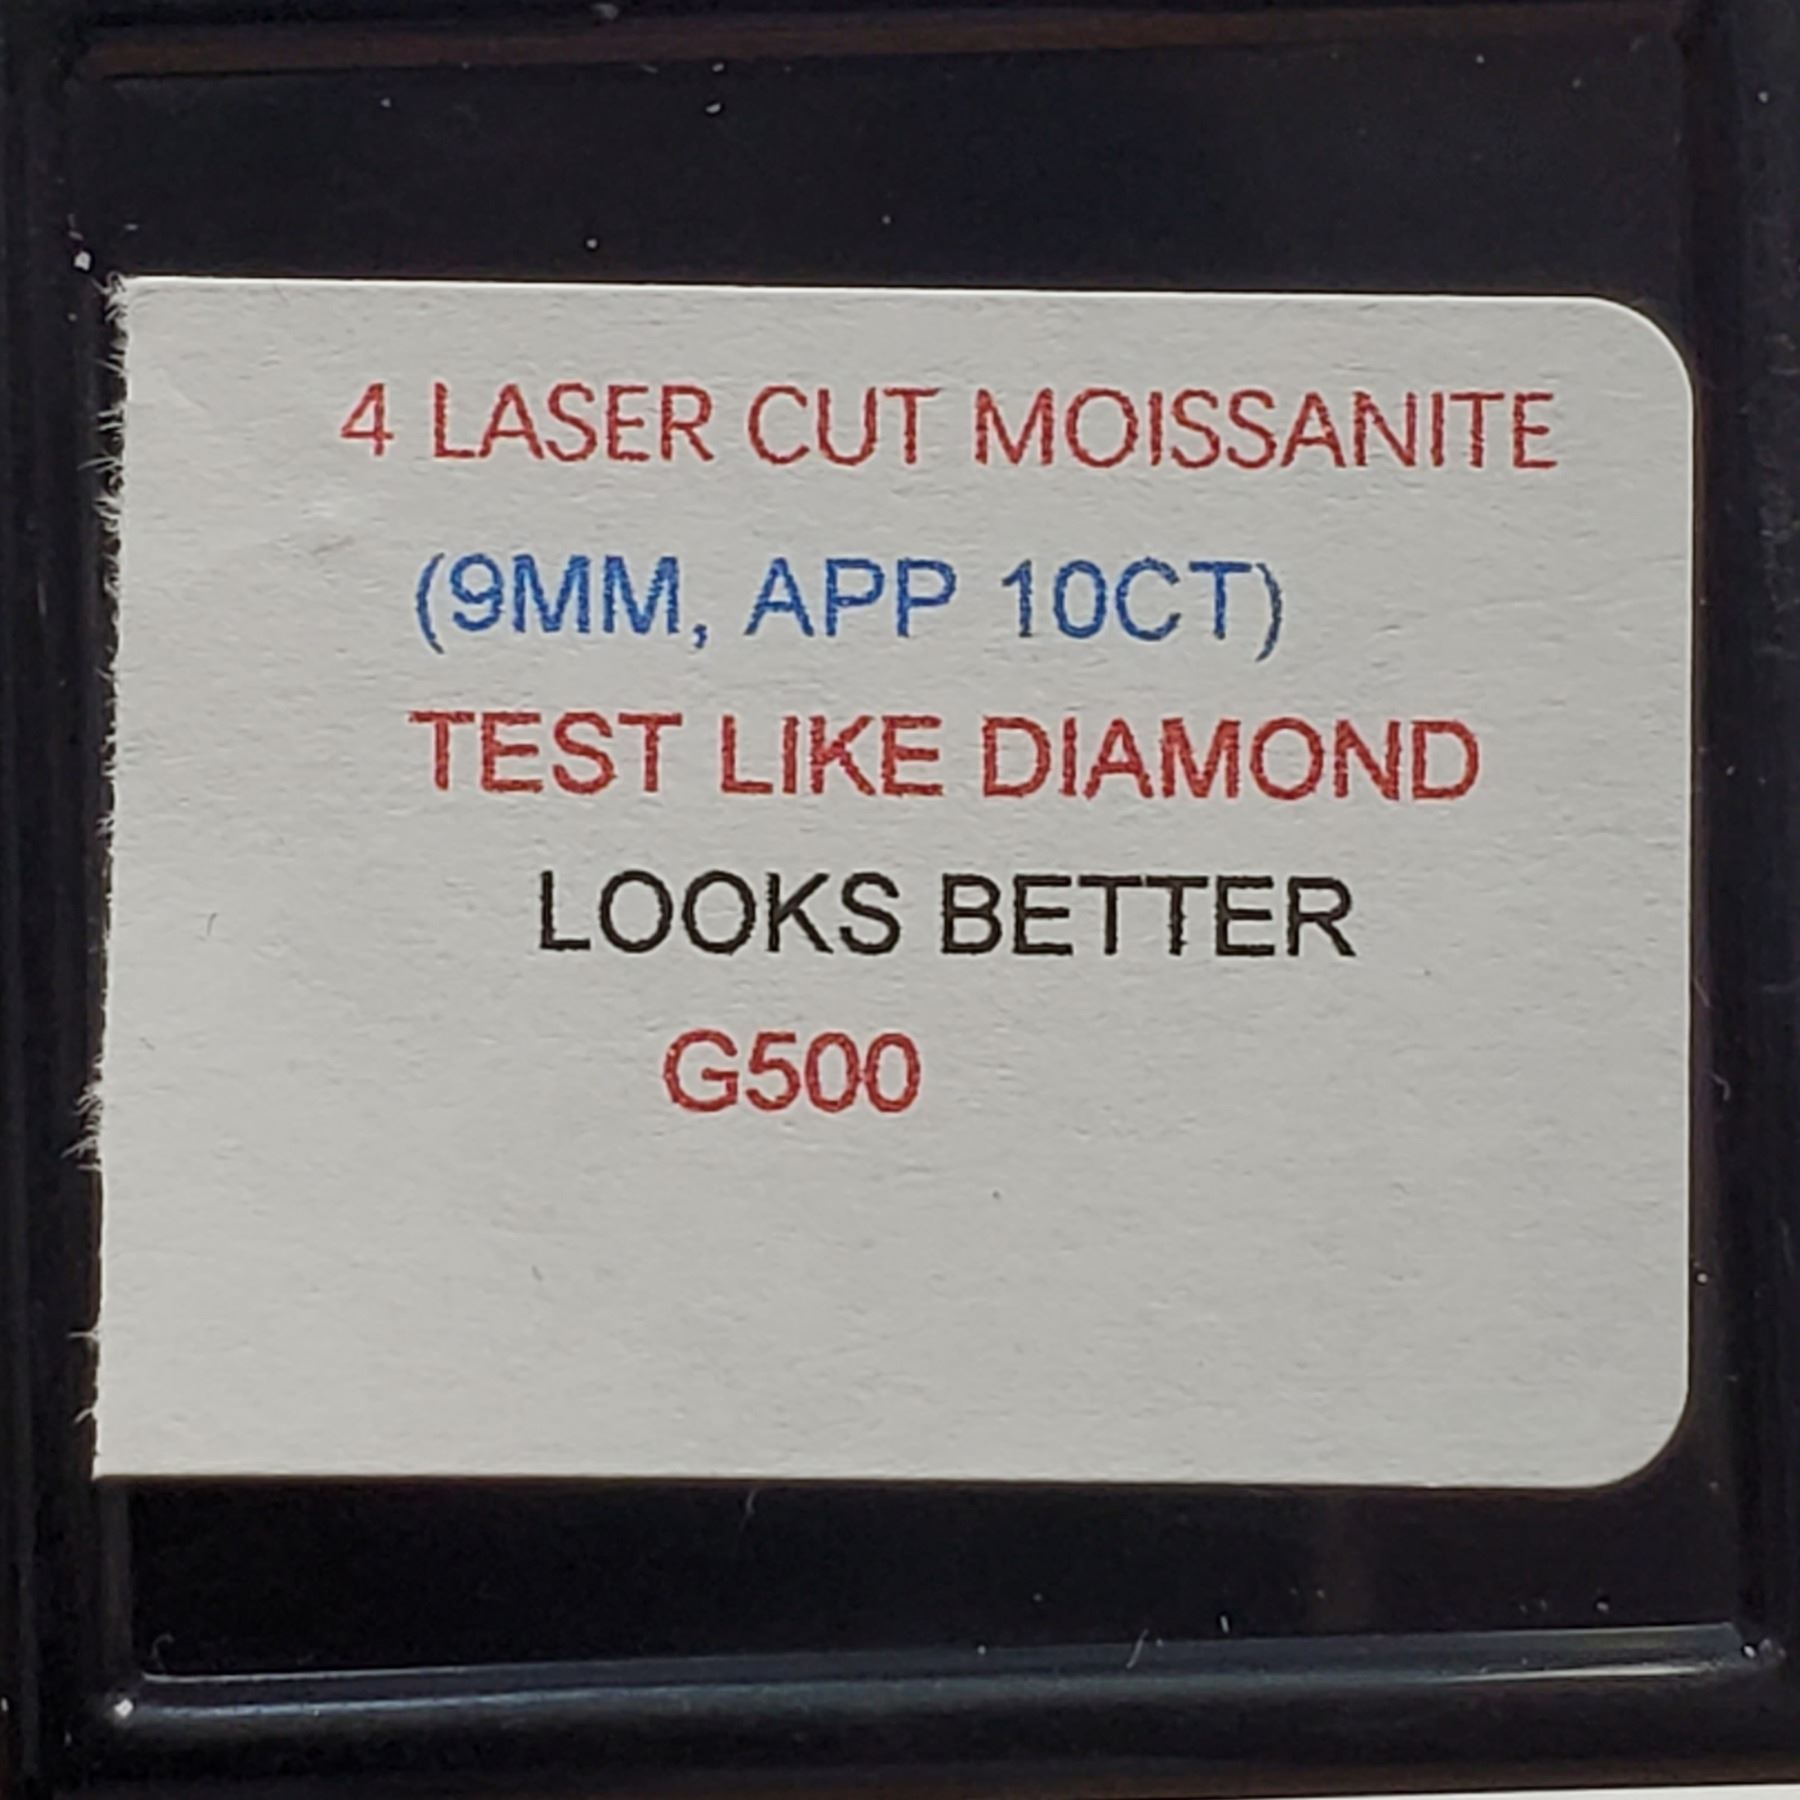 4 LASER CUT MOISSANITE
(9MM, APP 10CT)
TEST LIKE DIAMOND
LOOKS BETTER
G500